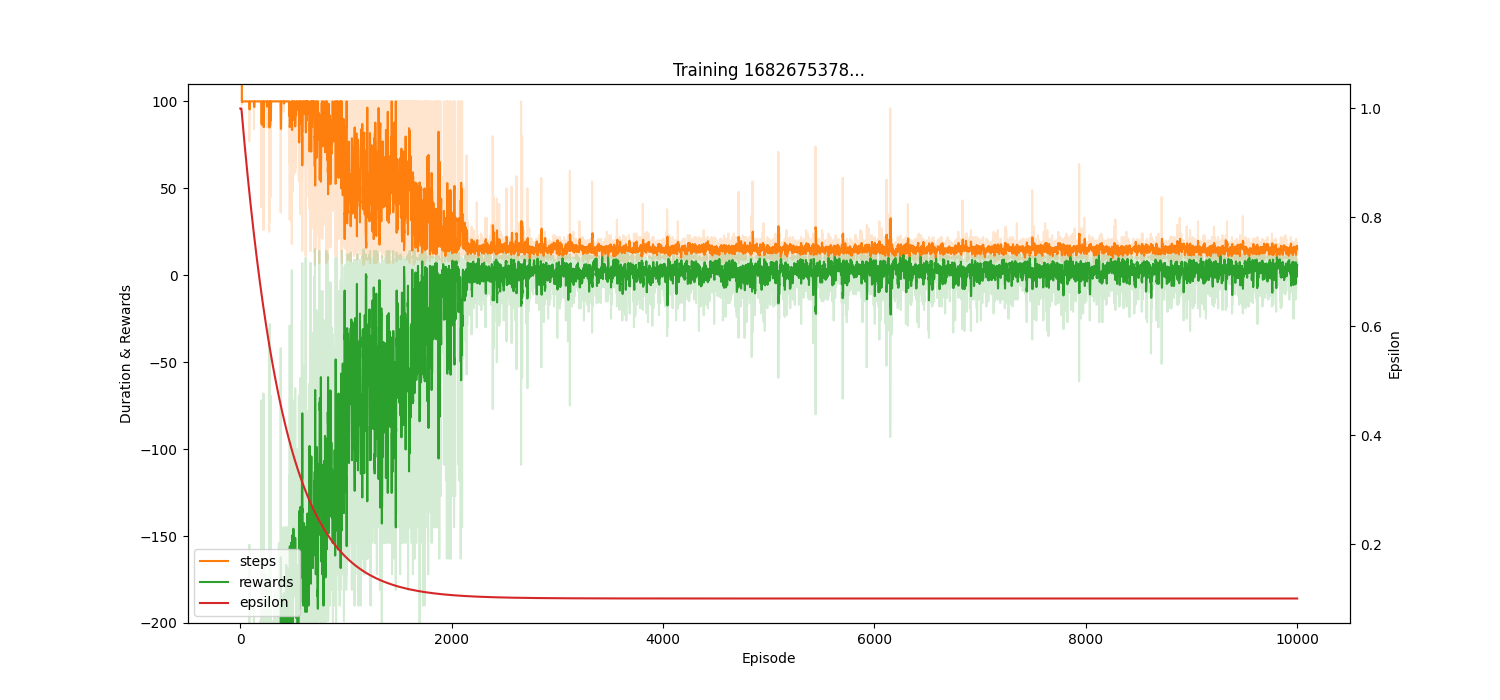 Training 1682675378...
100
50
0
−50
−100
−150
−200
Duration & Rewards
1.0
0.8
0.6
0.4
0.2
Epsilon
steps
rewards
epsilon
0
2000
4000
6000
8000
10000
Episode